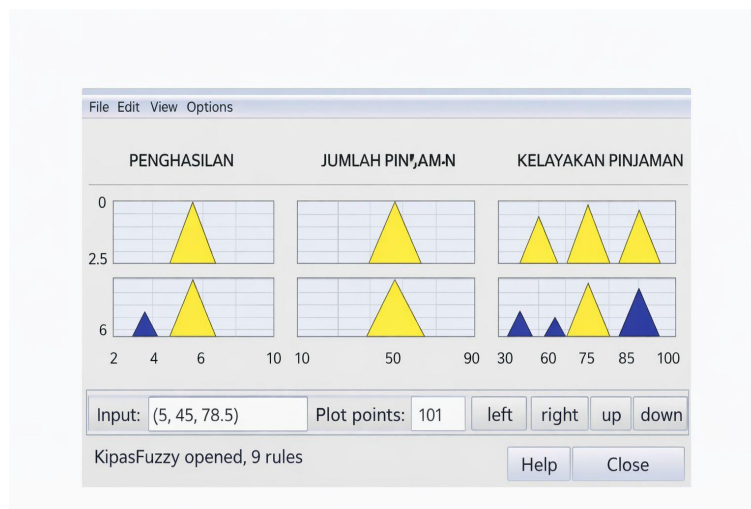 File Edit View Options
PENGHASILAN JUMLAH KELAYAKAN PINJAMAN
0
2.5
6
2 4 6 10 10 50 90 30 60 75 85 100
Input: (5, 45, 78.5) Plot points: 101 left right up down
KipasFuzzy opened, 9 rules Help Close